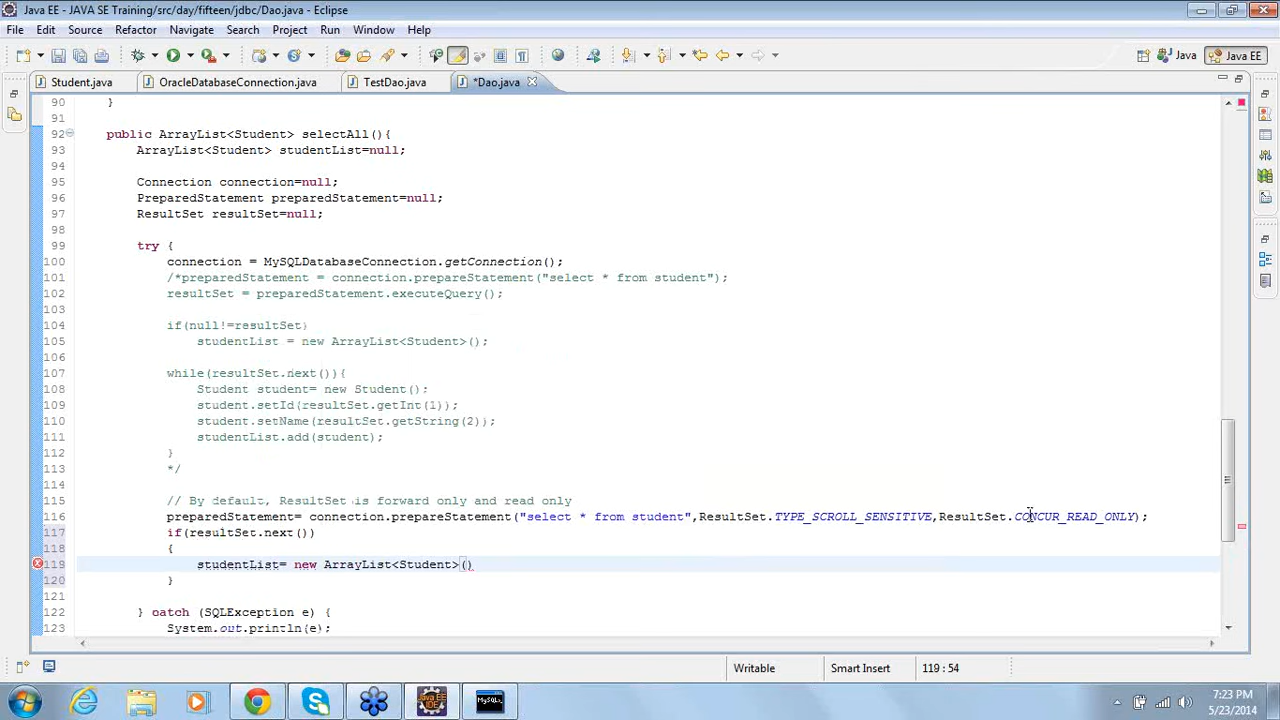 Java EE - JAVA SE Training/src/day/fifteen/jdbc/Dao.java - Eclipse
File Edit Source Refactor Navigate Search Project Run Window Help
Java Java EE
Student.java OracleDatabaseConnection.java TestDao.java *Dao.java
90 }
91
92 public ArrayList<Student> selectAll(){
93 ArrayList<Student> studentList=null;
94
95 Connection connection=null;
96 PreparedStatement preparedStatement=null;
97 ResultSet resultSet=null;
98
99 try {
100 connection = MySQLDatabaseConnection.getConnection();
101 /*preparedStatement = connection.prepareStatement("select * from student");
102 resultSet = preparedStatement.executeQuery();
103
104 if(null!=resultSet)
105 studentList = new ArrayList<Student>();
106
107 while(resultSet.next()){
108 Student student= new Student();
109 student.setId(resultSet.getInt(1));
110 student.setName(resultSet.getString(2));
111 studentList.add(student);
112 }
113 */
114
115 // By default, ResultSet is forward only and read only
116 preparedStatement= connection.prepareStatement("select * from student",ResultSet.TYPE_SCROLL_SENSITIVE,ResultSet.CONCUR_READ_ONLY);
117 if(resultSet.next())
118 {
119 studentList= new ArrayList<Student>()
120 }
121
122 } catch (SQLException e) {
123 System.out.println(e);
Writable Smart Insert 119 : 54
Java EE IDE
MySQL
7:23 PM
5/23/2014